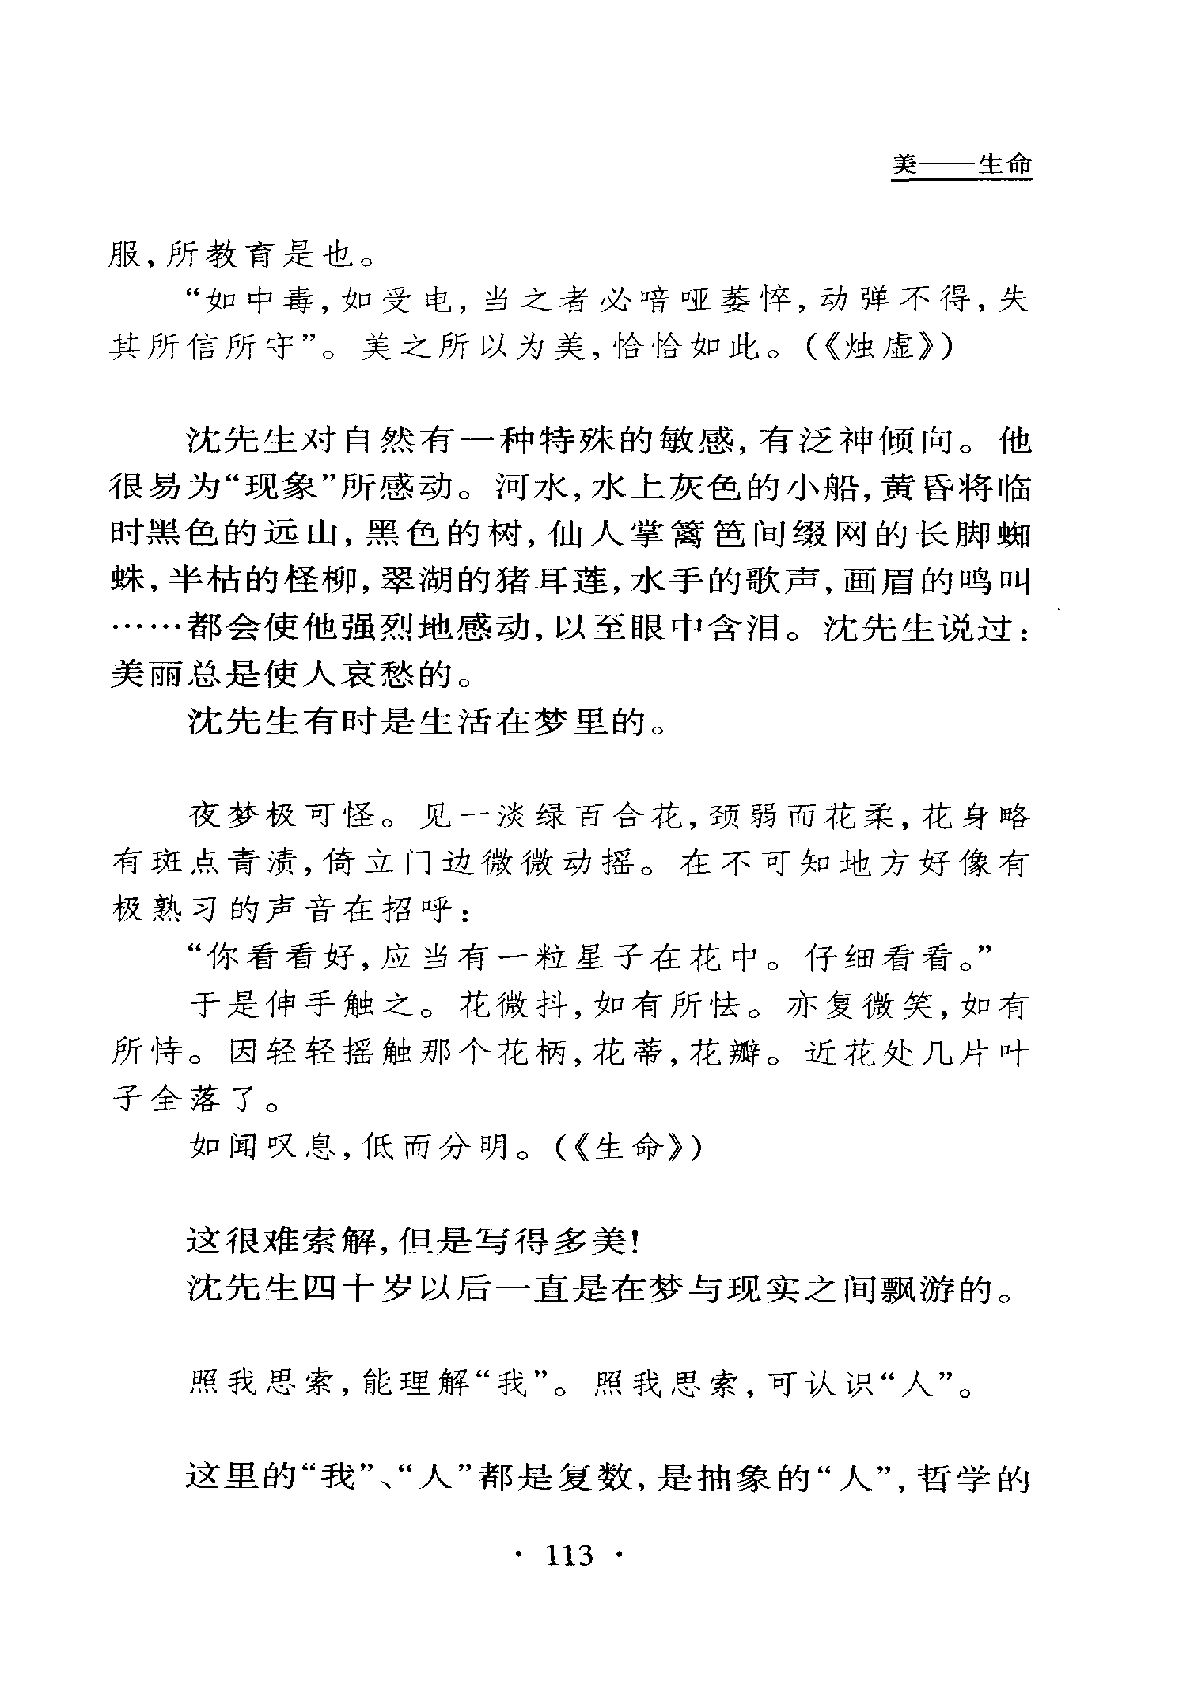 美——生命
服,所教育是也。
“如中毒,如受电,当之者必喑哑萎悴,动弹不得,失
其所信所守”。美之所以为美,恰恰如此。(《烛虚》)
沈先生对自然有一种特殊的敏感,有泛神倾向。他
很易为“现象”所感动。河水,水上灰色的小船,黄昏将临
时黑色的远山,黑色的树,仙人掌篱笆间缀网的长脚蜘
蛛,半枯的柽柳,翠湖的猪耳莲,水手的歌声,画眉的鸣叫
……都会使他强烈地感动,以至眼中含泪。沈先生说过:
美丽总是使人哀愁的。
沈先生有时是生活在梦里的。
夜梦极可怪。见一淡绿百合花,颈弱而花柔,花身略
有斑点青渍,倚立门边微微动摇。在不可知地方好像有
极熟习的声音在招呼:
“你看看好,应当有一粒星子在花中。仔细看看。”
于是伸手触之。花微抖,如有所怯。亦复微笑,如有
所恃。因轻轻摇触那个花柄,花蒂,花瓣。近花处几片叶
子全落了。
如闻叹息,低而分明。(《生命》)
这很难索解,但是写得多美!
沈先生四十岁以后一直是在梦与现实之间飘游的。
照我思索,能理解“我”。照我思索,可认识“人”。
这里的“我”、“人”都是复数,是抽象的“人”,哲学的
· 113 ·